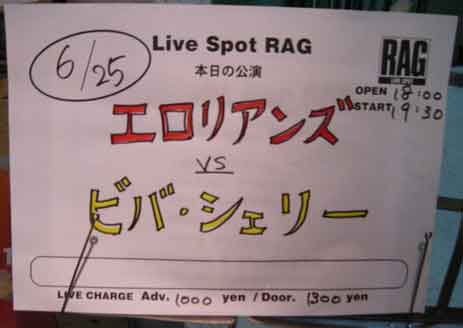 6/25
Live Spot RAG
本日の公演
RAG
OPEN 18:00
START 19:30
エロリアンズ
VS
ビバ・シェリー
LIVE CHARGE Adv. 1000 yen / Door. 1300 yen